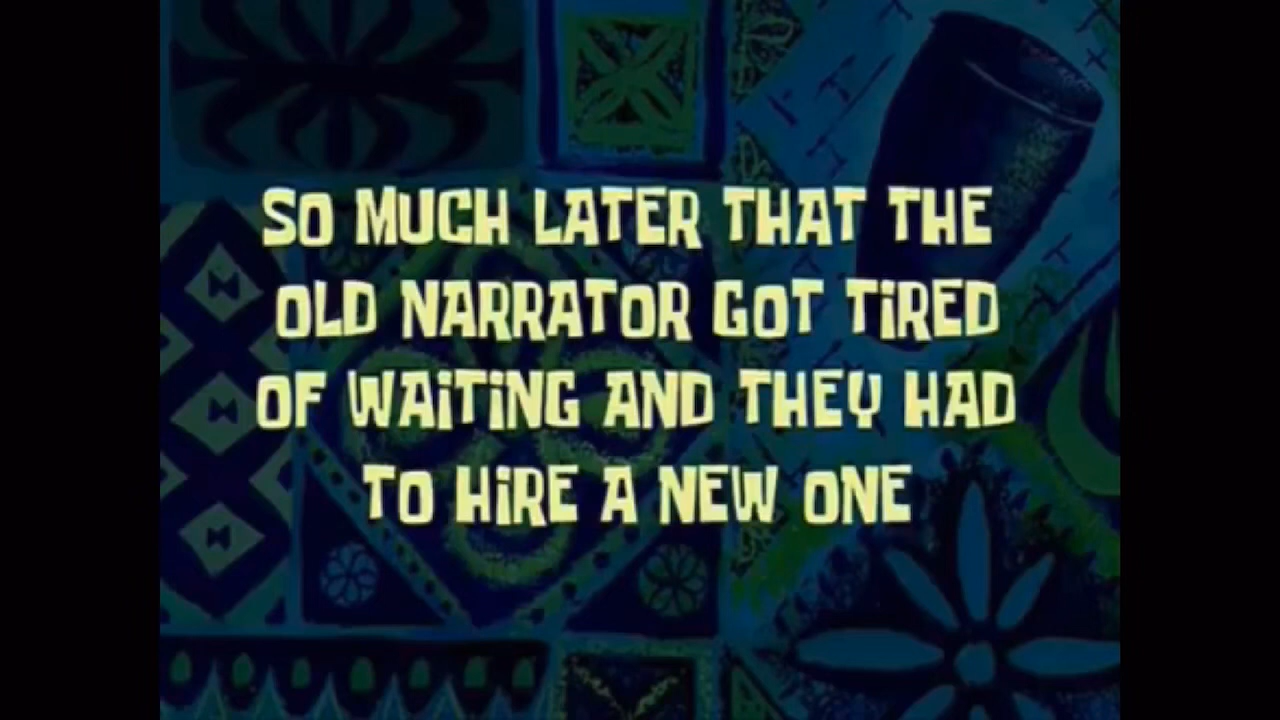 SO MUCH LATER THAT THE
OLD NARRATOR GOT TiRED
OF WAiTiNG AND THEY HAD
TO HiRE A NEW ONE